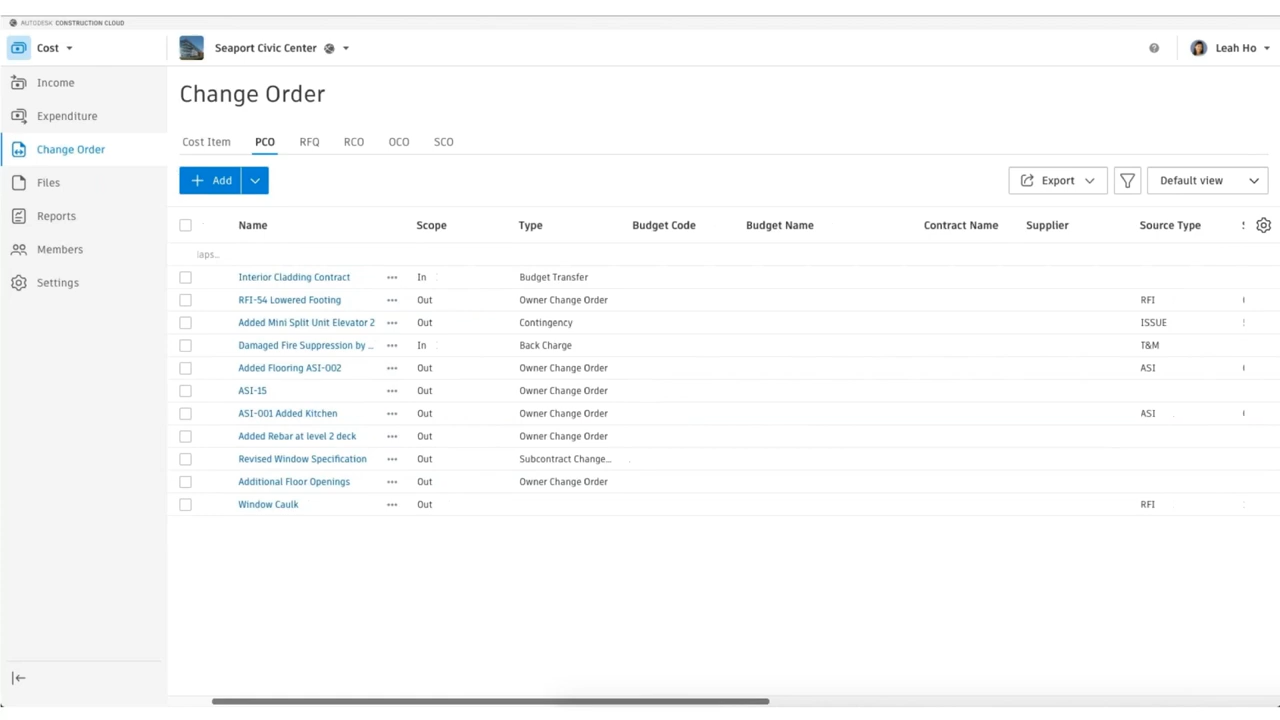 AUTODESK CONSTRUCTION CLOUD
Cost
Seaport Civic Center
Leah Ho
Income
Expenditure
Change Order
Files
Reports
Members
Settings
Change Order
Cost Item PCO RFQ RCO OCO SCO
+ Add
Export
Default view
Name Scope Type Budget Code Budget Name Contract Name Supplier Source Type
laps...
Interior Cladding Contract ••• In Budget Transfer
RFI-54 Lowered Footing ••• Out Owner Change Order RFI
Added Mini Split Unit Elevator 2 ••• Out Contingency ISSUE
Damaged Fire Suppression by ... ••• In Back Charge T&M
Added Flooring ASI-002 ••• Out Owner Change Order ASI
ASI-15 ••• Out Owner Change Order
ASI-001 Added Kitchen ••• Out Owner Change Order ASI
Added Rebar at level 2 deck ••• Out Owner Change Order
Revised Window Specification ••• Out Subcontract Change...
Additional Floor Openings ••• Out Owner Change Order
Window Caulk ••• Out RFI